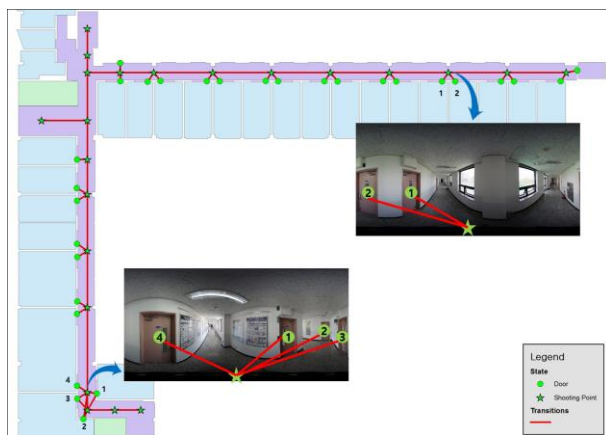 1 2
2 1
4 1 2 3
4
3
1
2
Legend
State
Door
Shooting Point
Transitions